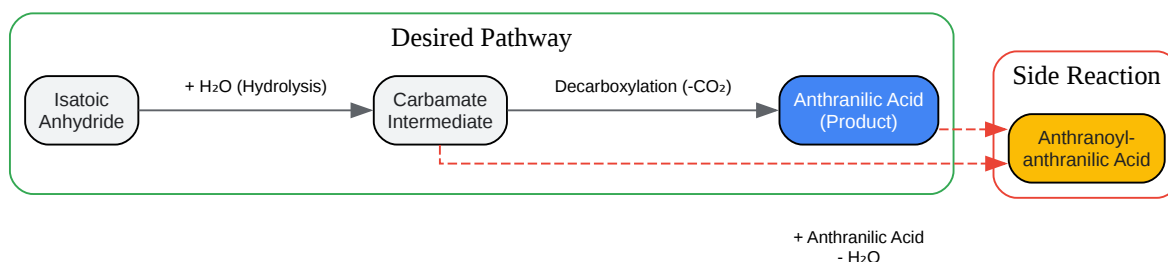 Desired Pathway
Side Reaction
Isatoic
Anhydride
+ H₂O (Hydrolysis)
Carbamate
Intermediate
Decarboxylation (-CO₂)
Anthranilic Acid
(Product)
Anthranoyl-
anthranilic Acid
+ Anthranilic Acid
- H₂O